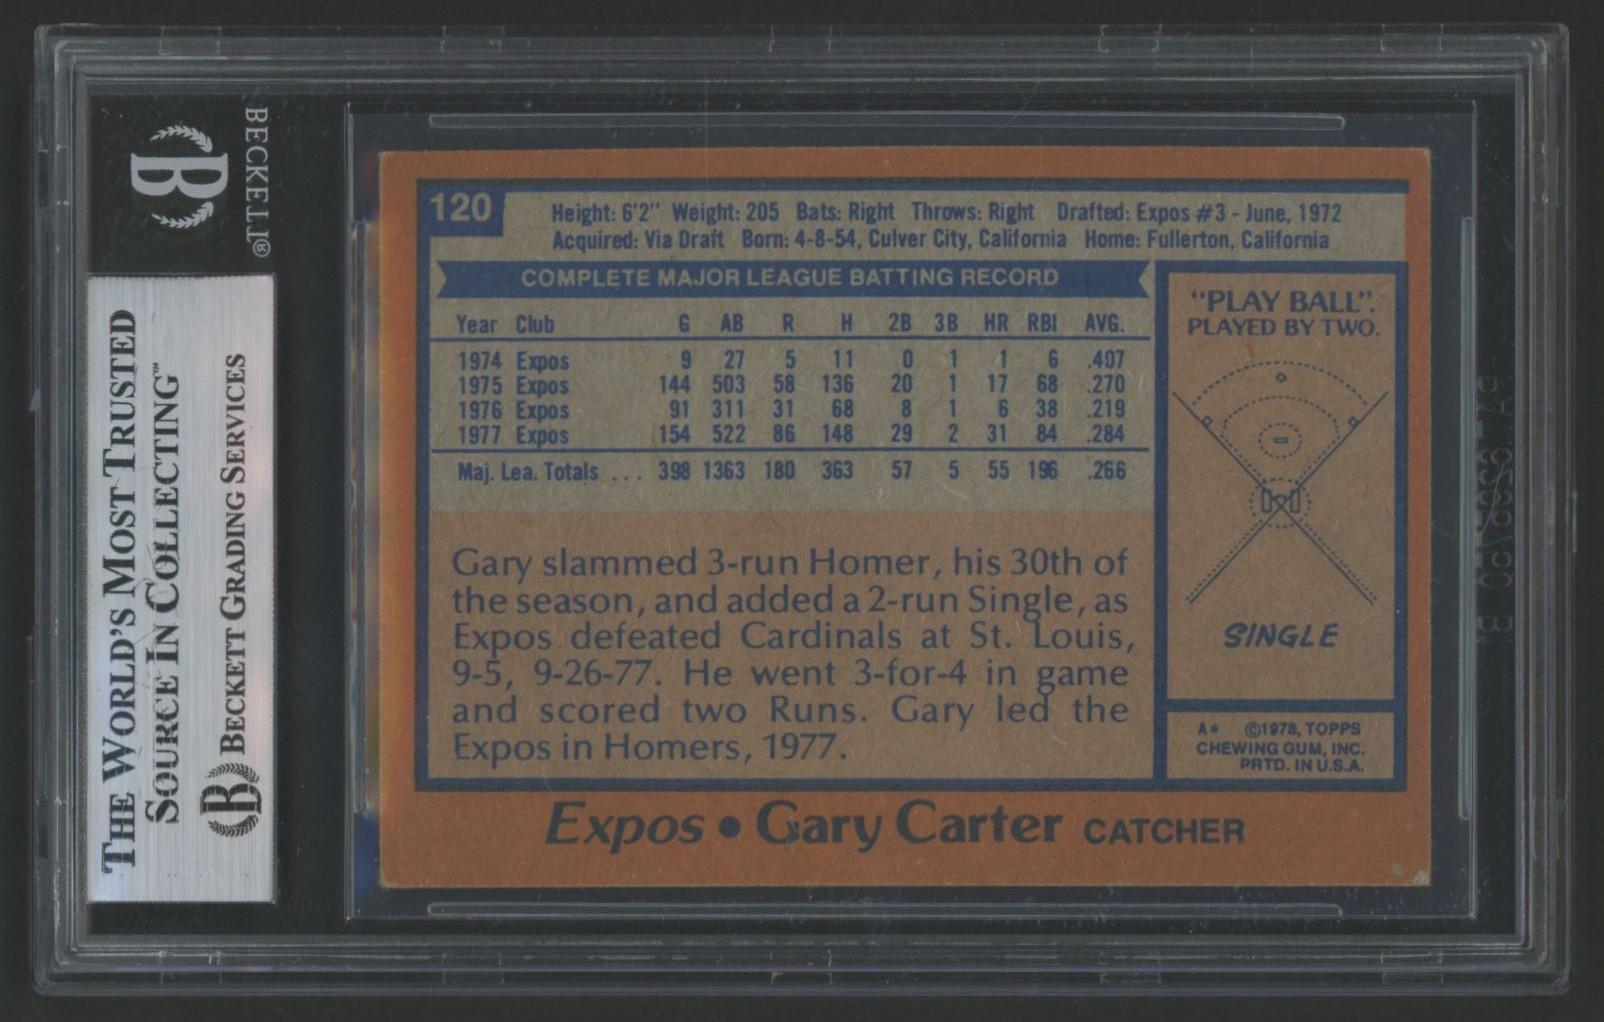 BECKETT®
B
THE WORLD'S MOST TRUSTED
SOURCE IN COLLECTING™
B BECKETT GRADING SERVICES
120
Height: 6'2" Weight: 205 Bats: Right Throws: Right Drafted: Expos #3 - June, 1972
Acquired: Via Draft Born: 4-8-54, Culver City, California Home: Fullerton, California
COMPLETE MAJOR LEAGUE BATTING RECORD
Year Club G AB R H 2B 3B HR RBI AVG.
1974 Expos 9 27 5 11 0 1 1 6 .407
1975 Expos 144 503 58 136 20 1 17 68 .270
1976 Expos 91 311 31 68 8 1 6 38 .219
1977 Expos 154 522 86 148 29 2 31 84 .284
Maj. Lea. Totals ... 398 1363 180 363 57 5 55 196 .266
Gary slammed 3-run Homer, his 30th of
the season, and added a 2-run Single, as
Expos defeated Cardinals at St. Louis,
9-5, 9-26-77. He went 3-for-4 in game
and scored two Runs. Gary led the
Expos in Homers, 1977.
"PLAY BALL".
PLAYED BY TWO.
SINGLE
A* ©1978, TOPPS
CHEWING GUM, INC.
PRTD. IN U.S.A.
Expos • Gary Carter CATCHER